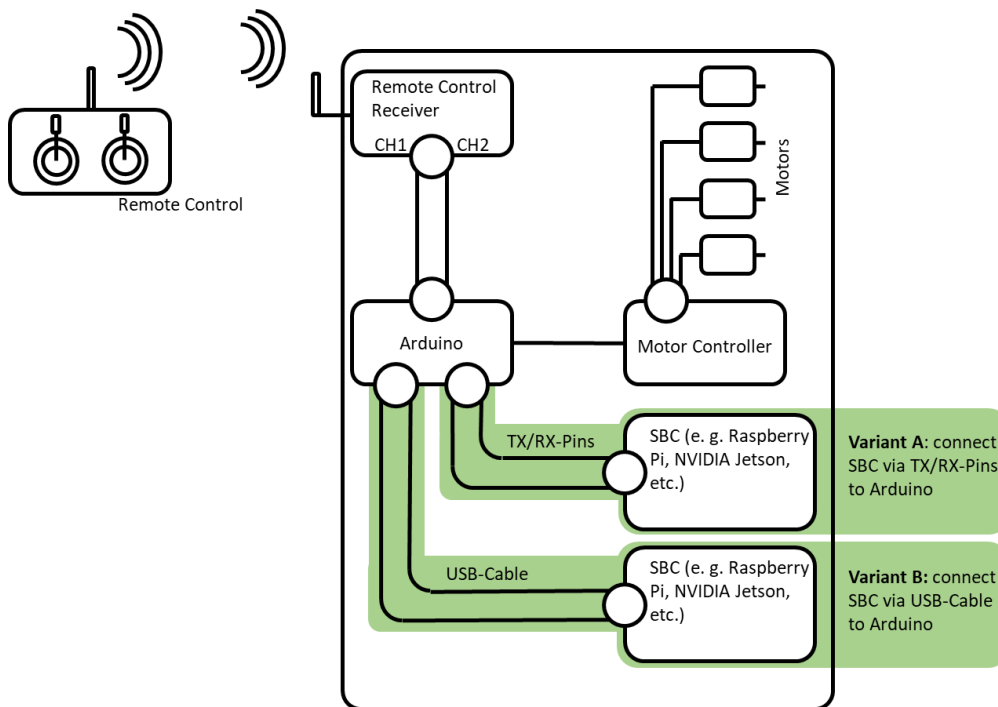 Remote Control
Remote Control
Receiver
CH1
CH2
Motors
Arduino
Motor Controller
TX/RX-Pins
SBC (e. g. Raspberry
Pi, NVIDIA Jetson,
etc.)
Variant A: connect
SBC via TX/RX-Pins
to Arduino
USB-Cable
SBC (e. g. Raspberry
Pi, NVIDIA Jetson,
etc.)
Variant B: connect
SBC via USB-Cable
to Arduino